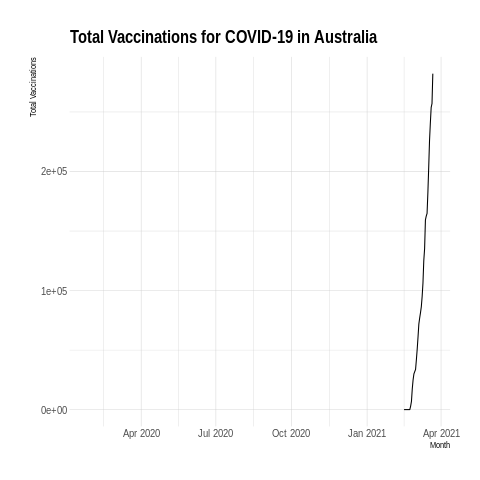 Total Vaccinations for COVID-19 in Australia
Total Vaccinations
2e+05
1e+05
0e+00
Apr 2020 Jul 2020 Oct 2020 Jan 2021 Apr 2021
Month